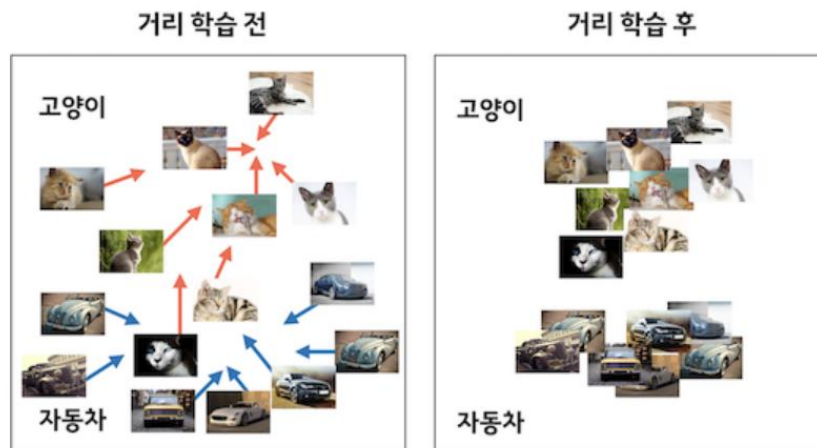 거리 학습 전
거리 학습 후
고양이
자동차
고양이
자동차